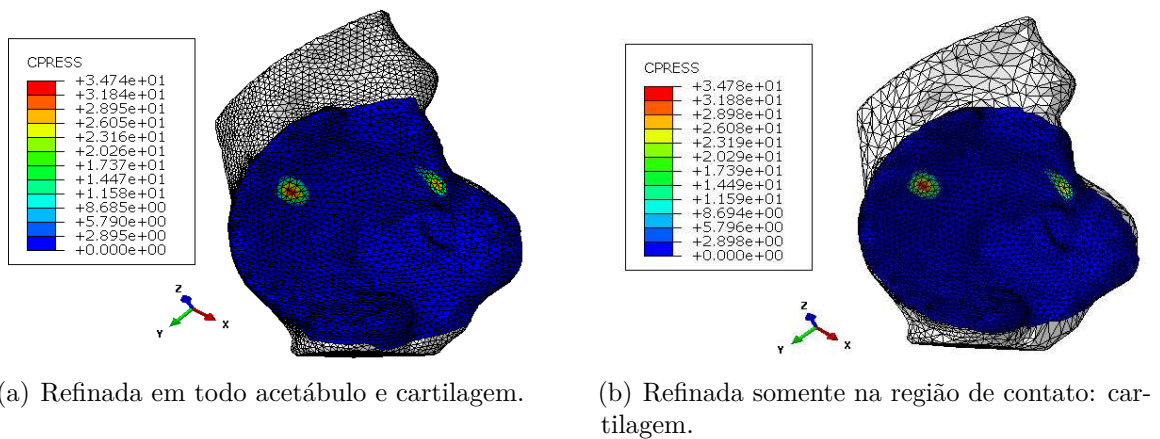 CPRESS
+3.474e+01
+3.184e+01
+2.895e+01
+2.605e+01
+2.316e+01
+2.026e+01
+1.737e+01
+1.447e+01
+1.158e+01
+8.685e+00
+5.790e+00
+2.895e+00
+0.000e+00
Z
Y
X
CPRESS
+3.478e+01
+3.188e+01
+2.898e+01
+2.608e+01
+2.319e+01
+2.029e+01
+1.739e+01
+1.449e+01
+1.159e+01
+8.694e+00
+5.796e+00
+2.898e+00
+0.000e+00
Z
Y
X
(a) Refinada em todo acetábulo e cartilagem.
(b) Refinada somente na região de contato: car-
tilagem.